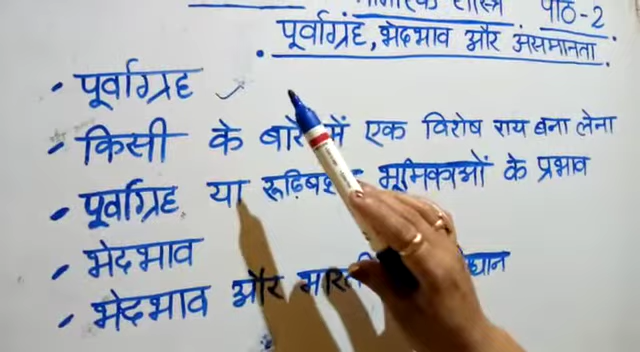 शास्त्र पाठ-2
पूर्वाग्रह, भेदभाव और असमानता
पूर्वाग्रह
किसी के बारे में एक विरोष राय बना लेना
पूर्वाग्रह या भूमिकाओं के प्रभाव
भेदभाव
भेदभाव और